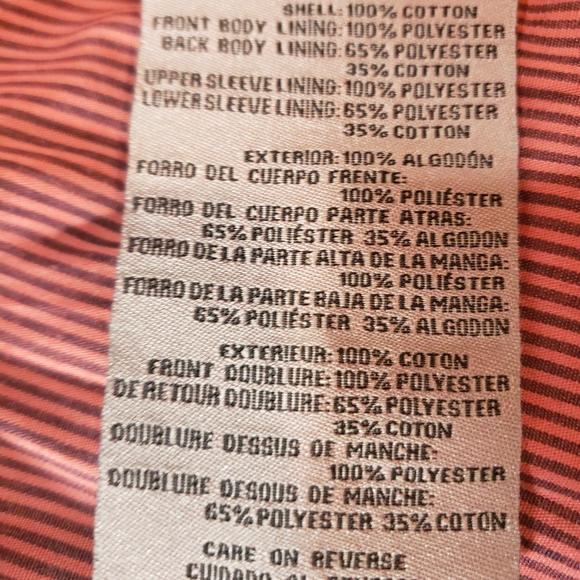 SHELL: 100% COTTON
FRONT BODY LINING: 100% POLYESTER
BACK BODY LINING: 65% POLYESTER
35% COTTON
UPPER SLEEVE LINING: 100% POLYESTER
LOWER SLEEVE LINING: 65% POLYESTER
35% COTTON
EXTERIOR: 100% ALGODÓN
FORRO DEL CUERPO FRENTE:
100% POLIÉSTER
FORRO DEL CUERPO PARTE ATRAS:
65% POLIÉSTER 35% ALGODON
FORRO DE LA PARTE ALTA DE LA MANGA:
100% POLIÉSTER
FORRO DE LA PARTE BAJA DE LA MANGA:
65% POLIÉSTER 35% ALGODON
EXTERIEUR: 100% COTON
FRONT DOUBLURE: 100% POLYESTER
DE RETOUR DOUBLURE: 65% POLYESTER
35% COTON
DOUBLURE DESSUS DE MANCHE:
100% POLYESTER
DOUBLURE DESOUS DE MANCHE:
65% POLYESTER 35% COTON
CARE ON REVERSE
CUIDADO AL